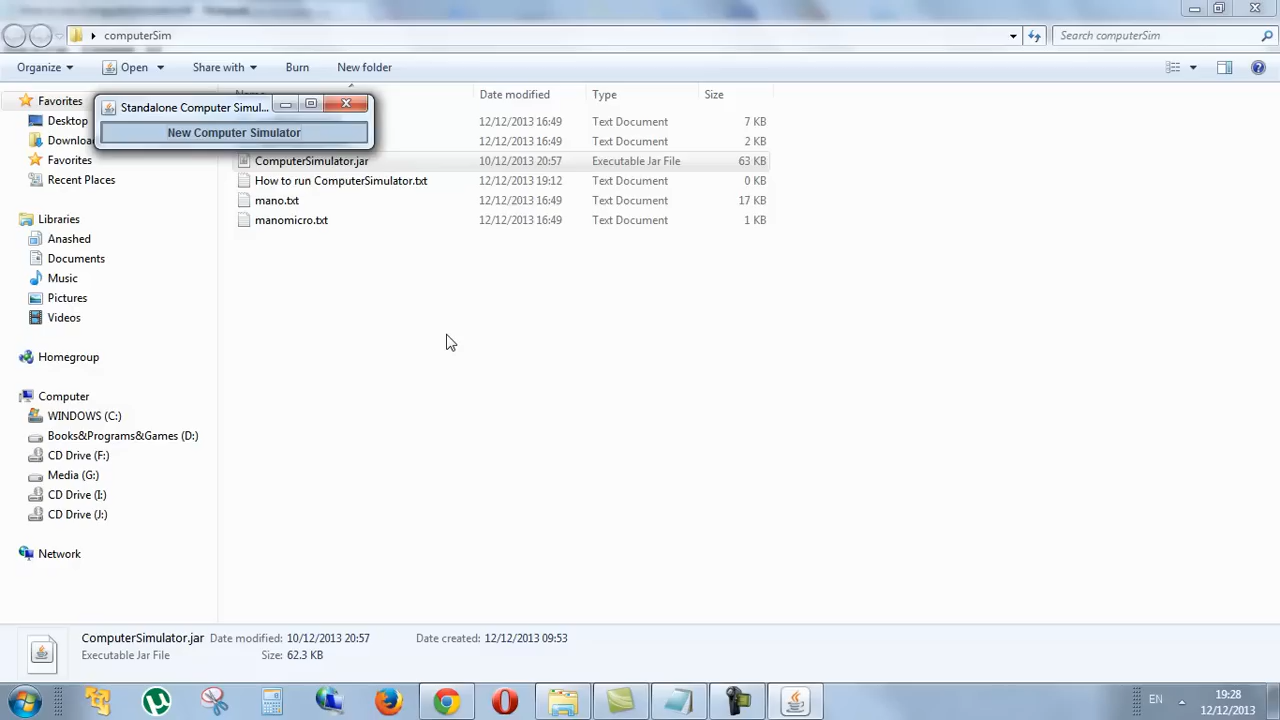 computerSim
Search computerSim
Organize
Open
Share with
Burn
New folder
Favorites
Date modified
Type
Size
Standalone Computer Simul...
New Computer Simulator
Desktop
12/12/2013 16:49
Text Document
7 KB
12/12/2013 16:49
Text Document
2 KB
Favorites
ComputerSimulator.jar
10/12/2013 20:57
Executable Jar File
63 KB
Recent Places
How to run ComputerSimulator.txt
12/12/2013 19:12
Text Document
0 KB
mano.txt
12/12/2013 16:49
Text Document
17 KB
Libraries
manomicro.txt
12/12/2013 16:49
Text Document
1 KB
Anashed
Documents
Music
Pictures
Videos
Homegroup
Computer
WINDOWS (C:)
Books&Programs&Games (D:)
CD Drive (F:)
Media (G:)
CD Drive (I:)
CD Drive (J:)
Network
ComputerSimulator.jar
Date modified: 10/12/2013 20:57
Date created: 12/12/2013 09:53
Executable Jar File
Size: 62.3 KB
EN
19:28
12/12/2013